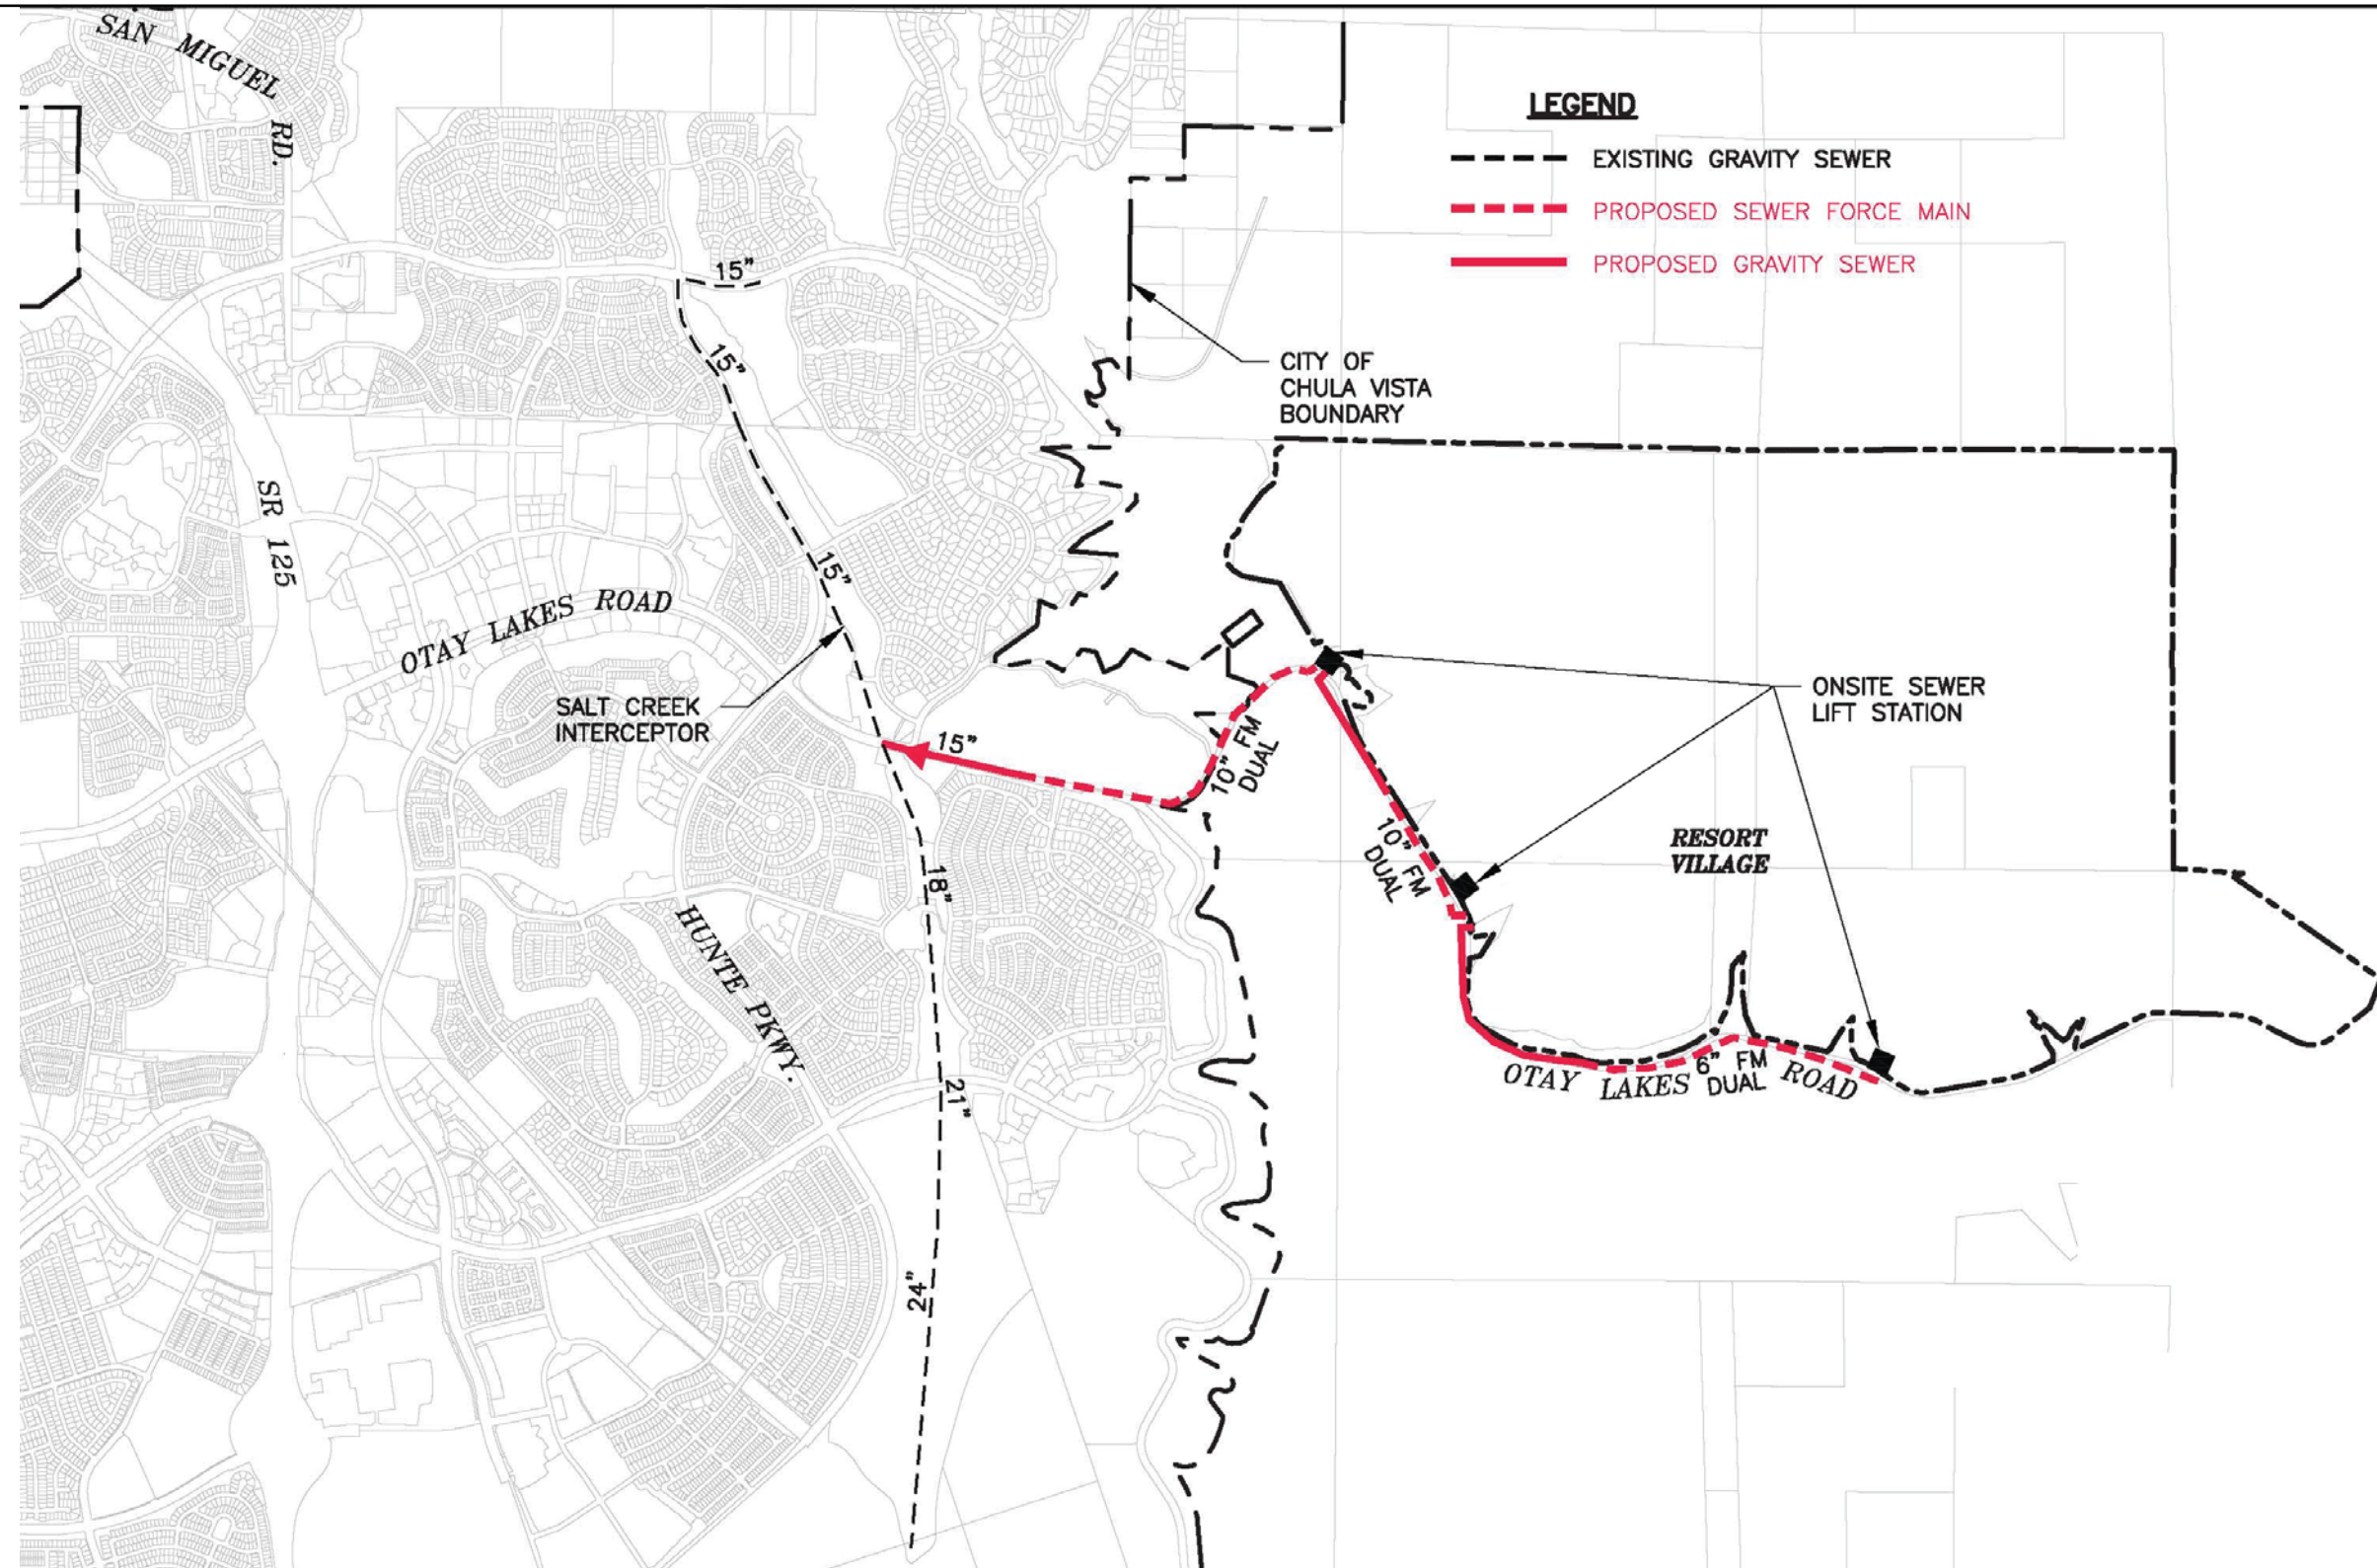 SAN MIGUEL RD.
LEGEND
EXISTING GRAVITY SEWER
PROPOSED SEWER FORCE MAIN
PROPOSED GRAVITY SEWER
15"
15"
CITY OF
CHULA VISTA
BOUNDARY
SR 125
15"
OTAY LAKES ROAD
SALT CREEK
INTERCEPTOR
ONSITE SEWER
LIFT STATION
15"
10" FM
DUAL
10" FM
DUAL
RESORT
VILLAGE
18"
HUNTE PKWY.
21"
6" FM
DUAL
OTAY LAKES ROAD
24"